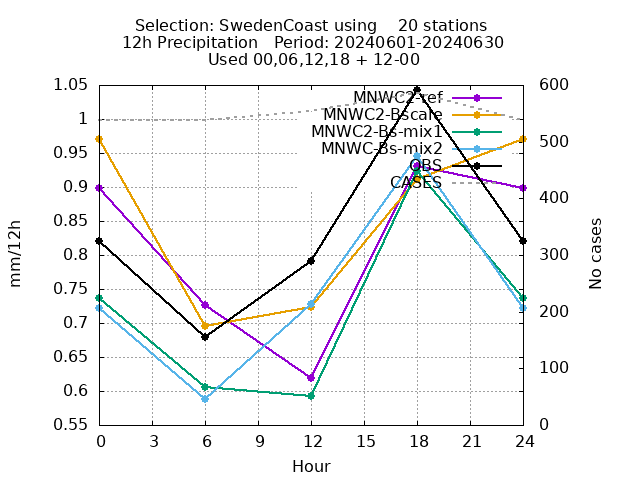 Selection: SwedenCoast using    20 stations
12h Precipitation   Period: 20240601-20240630
Used 00,06,12,18 + 12-00
1.05
1
0.95
0.9
0.85
0.8
0.75
0.7
0.65
0.6
0.55
600
500
400
300
200
100
0
MNWC2-ref
MNWC2-Bscale
MNWC2-Bs-mix1
MNWC-Bs-mix2
OBS
CASES
mm/12h
No cases
0 3 6 9 12 15 18 21 24
Hour